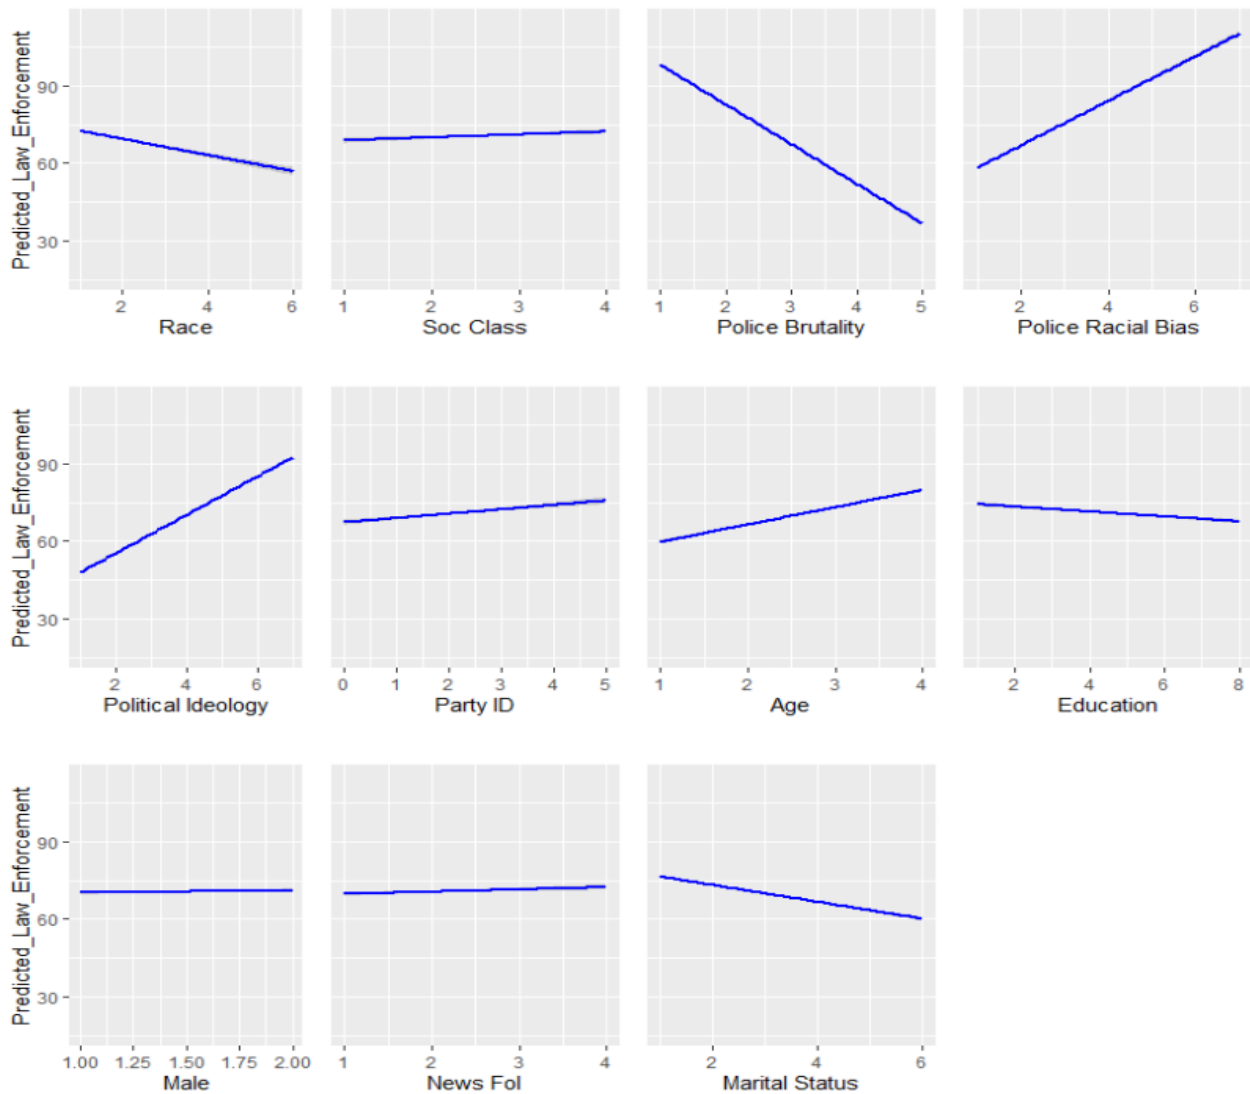 Predicted_Law_Enforcement
90
60
30
2 4 6
Race
1 2 3 4
Soc Class
1 2 3 4 5
Police Brutality
2 4 6
Police Racial Bias
Predicted_Law_Enforcement
90
60
30
2 4 6
Political Ideology
0 1 2 3 4 5
Party ID
1 2 3 4
Age
2 4 6 8
Education
Predicted_Law_Enforcement
90
60
30
1.00 1.25 1.50 1.75 2.00
Male
1 2 3 4
News Fol
2 4 6
Marital Status